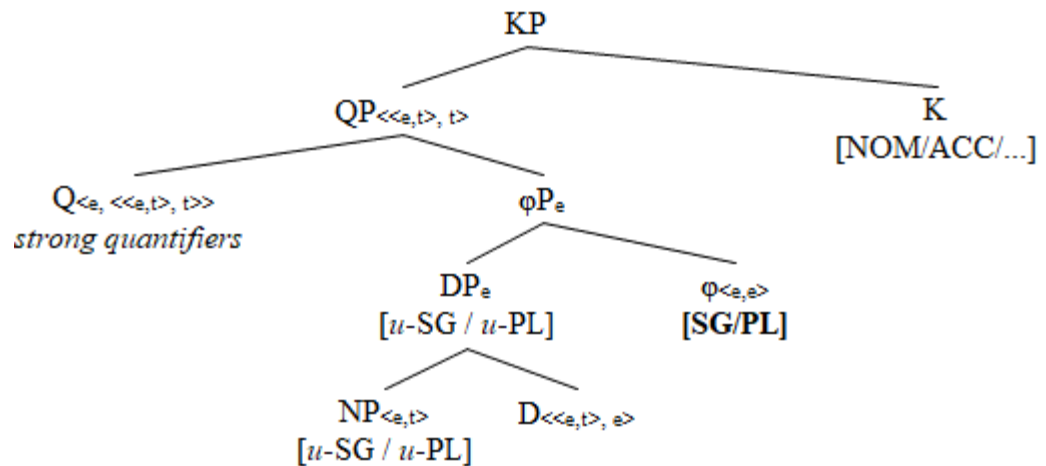 KP
QP<<e,t>, t> K
[NOM/ACC/...]
Q<e, <<e,t>, t>> φPe
strong quantifiers
DPe φ<e,e>
[u-SG / u-PL] [SG/PL]
NP<e,t> D<<e,t>, e>
[u-SG / u-PL]